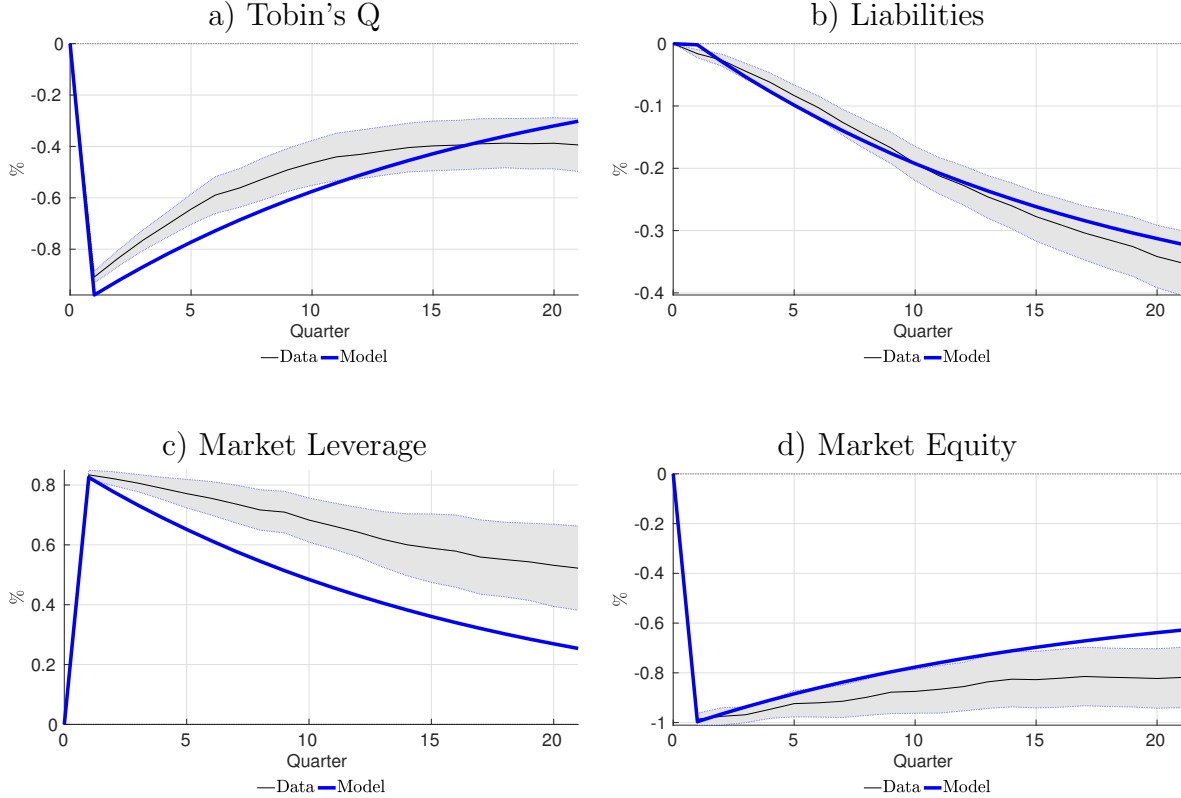 a) Tobin's Q
0
-0.2
-0.4
-0.6
-0.8
%
0 5 10 15 20
Quarter
Data Model
b) Liabilities
0
-0.1
-0.2
-0.3
-0.4
%
0 5 10 15 20
Quarter
Data Model
c) Market Leverage
0.8
0.6
0.4
0.2
0
%
0 5 10 15 20
Quarter
Data Model
d) Market Equity
0
-0.2
-0.4
-0.6
-0.8
-1
%
0 5 10 15 20
Quarter
Data Model